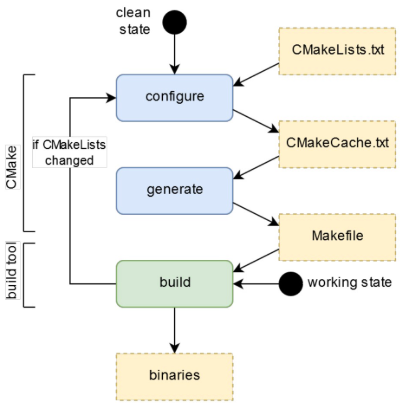 clean
state
CMakeLists.txt
configure
CMake
if CMakeLists
changed
CMakeCache.txt
generate
Makefile
build tool
build
working state
binaries